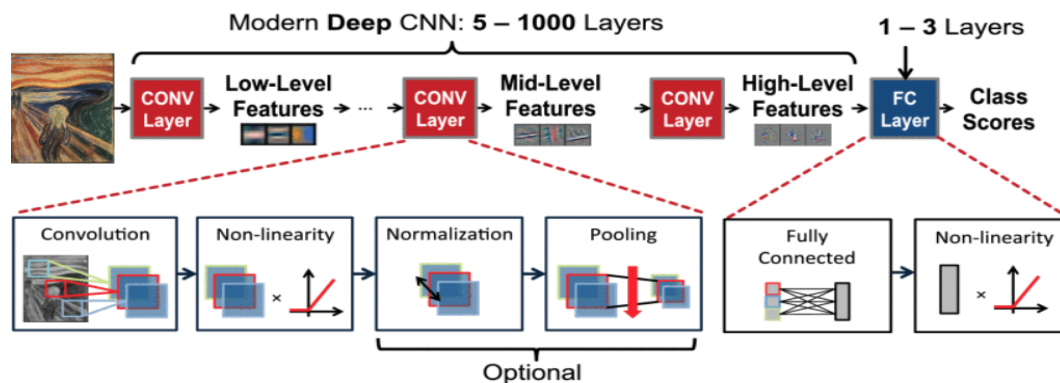 Modern Deep CNN: 5 – 1000 Layers
1 – 3 Layers
CONV
Layer
Low-Level
Features
...
CONV
Layer
Mid-Level
Features
CONV
Layer
High-Level
Features
FC
Layer
Class
Scores
Convolution
Non-linearity
×
Normalization
Pooling
Fully
Connected
Non-linearity
×
Optional